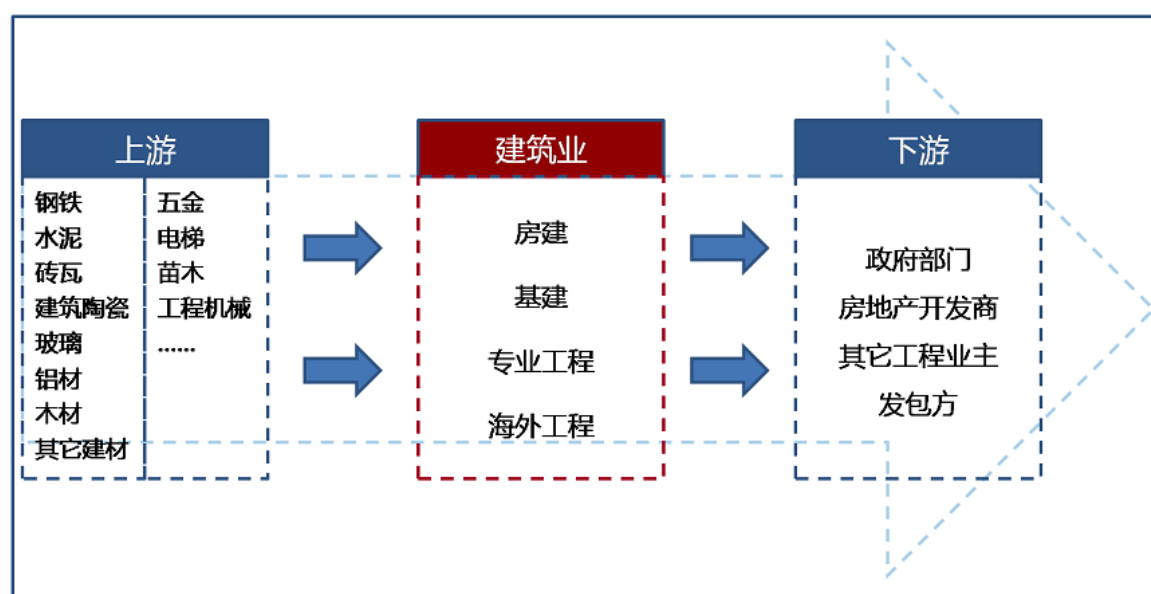 上游
钢铁
水泥
砖瓦
建筑陶瓷
玻璃
铝材
木材
其它建材
五金
电梯
苗木
工程机械
......
建筑业
房建
基建
专业工程
海外工程
下游
政府部门
房地产开发商
其它工程业主
发包方